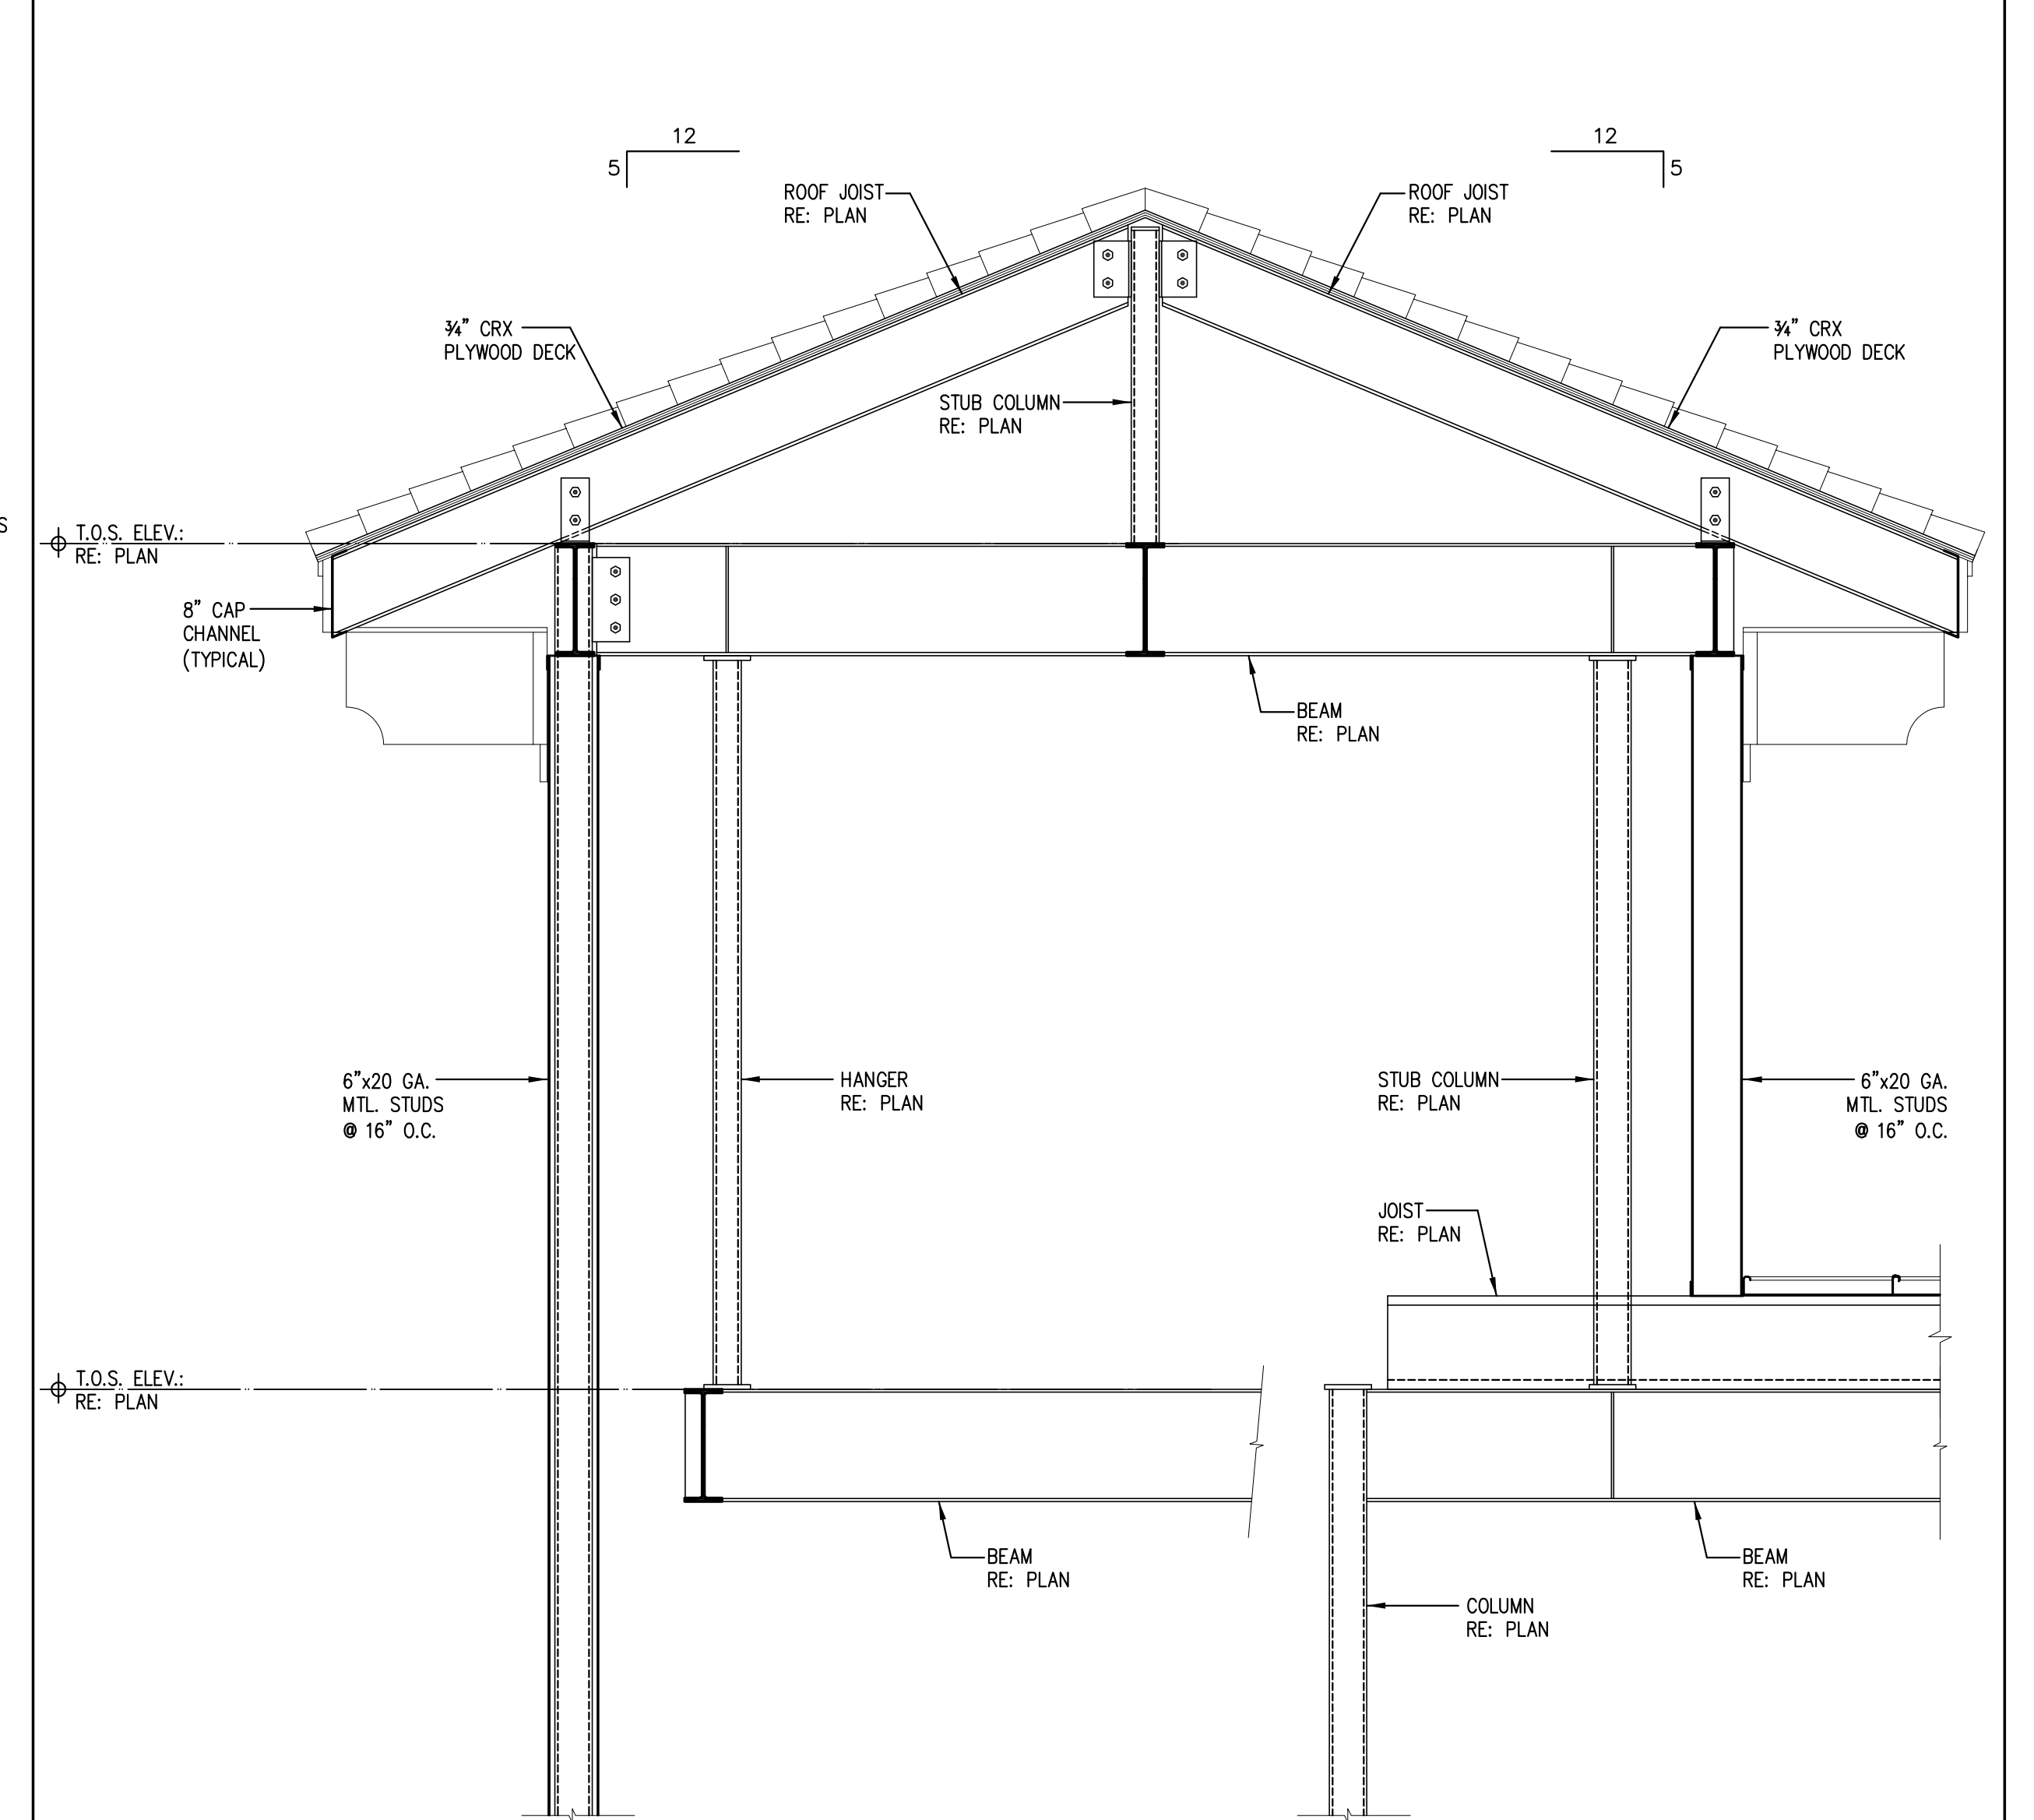 12
5
12
5
ROOF JOIST
RE: PLAN
ROOF JOIST
RE: PLAN
¾" CRX
PLYWOOD DECK
¾" CRX
PLYWOOD DECK
STUB COLUMN
RE: PLAN
S
T.O.S. ELEV.:
RE: PLAN
8" CAP
CHANNEL
(TYPICAL)
BEAM
RE: PLAN
6"x20 GA.
MTL. STUDS
@ 16" O.C.
HANGER
RE: PLAN
STUB COLUMN
RE: PLAN
6"x20 GA.
MTL. STUDS
@ 16" O.C.
JOIST
RE: PLAN
T.O.S. ELEV.:
RE: PLAN
BEAM
RE: PLAN
BEAM
RE: PLAN
COLUMN
RE: PLAN